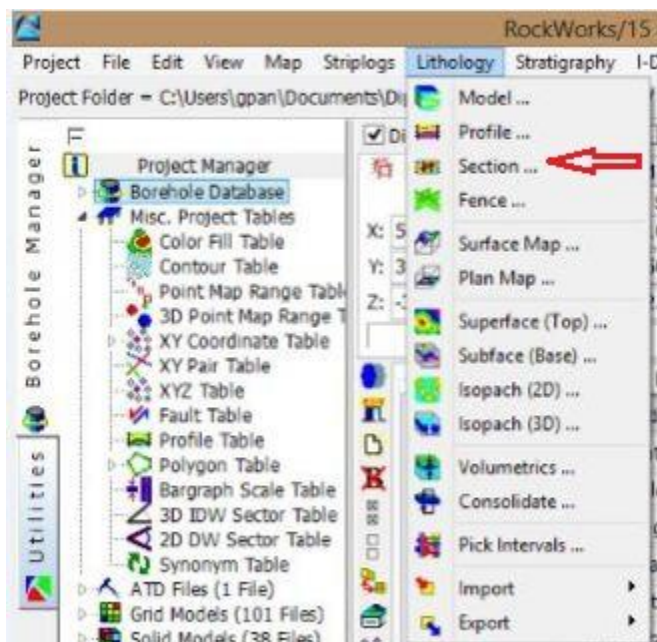 RockWorks/15
Project File Edit View Map Striplogs Lithology Stratigraphy
Project Folder = C:\Users\gpan\Documents\
Borehole Manager
Utilities
Project Manager
Borehole Database
Misc. Project Tables
Color Fill Table
Contour Table
Point Map Range Tabl
3D Point Map Range T
XY Coordinate Table
XY Pair Table
XYZ Table
Fault Table
Profile Table
Polygon Table
Bargraph Scale Table
3D IDW Sector Table
2D DW Sector Table
Synonym Table
ATD Files (1 File)
Grid Models (101 Files)
Solid Models (38 Files)
X: 5
Y: 3
Z: -
Model ...
Profile ...
Section ...
Fence ...
Surface Map ...
Plan Map ...
Superface (Top) ...
Subface (Base) ...
Isopach (2D) ...
Isopach (3D) ...
Volumetrics ...
Consolidate ...
Pick Intervals ...
Import
Export